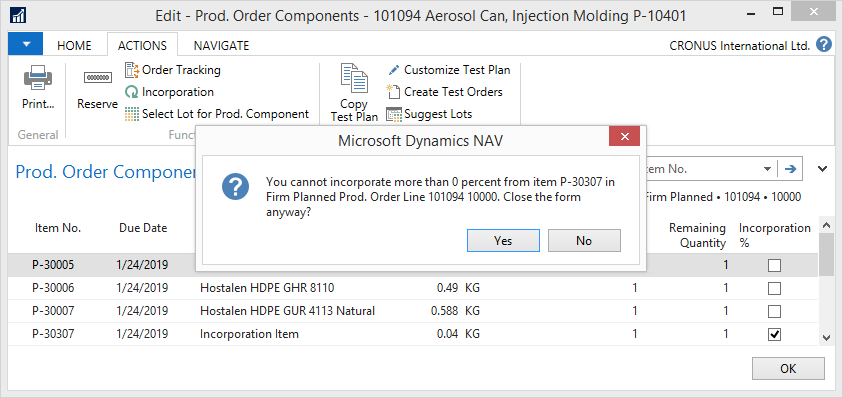 Edit - Prod. Order Components - 101094 Aerosol Can, Injection Molding P-10401
HOME ACTIONS NAVIGATE CRONUS International Ltd. ?
Print...
Reserve
Order Tracking
Incorporation
Select Lot for Prod. Component
Copy
Test Plan
Customize Test Plan
Create Test Orders
Suggest Lots
General
Funct
Microsoft Dynamics NAV
Prod. Order Componen
em No.
Firm Planned • 101094 • 10000
?
You cannot incorporate more than 0 percent from item P-30307 in
Firm Planned Prod. Order Line 101094 10000. Close the form
anyway?
Yes No
Item No. Due Date Remaining Quantity Incorporation %
P-30005 1/24/2019 1
P-30006 1/24/2019 Hostalen HDPE GHR 8110 0.49 KG 1 1
P-30007 1/24/2019 Hostalen HDPE GUR 4113 Natural 0.588 KG 1 1
P-30307 1/24/2019 Incorporation Item 0.04 KG 1 1
OK